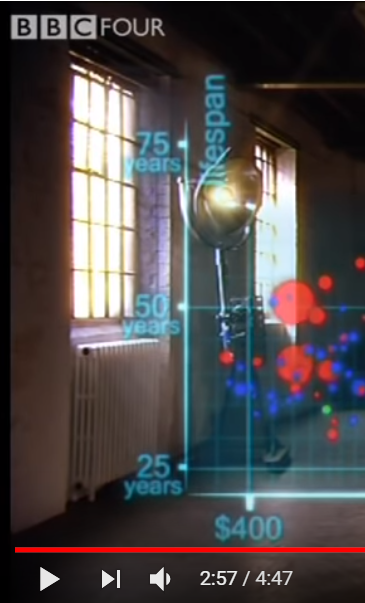 BBC FOUR
lifespan
75
years
50
years
25
years
$400
2:57 / 4:47